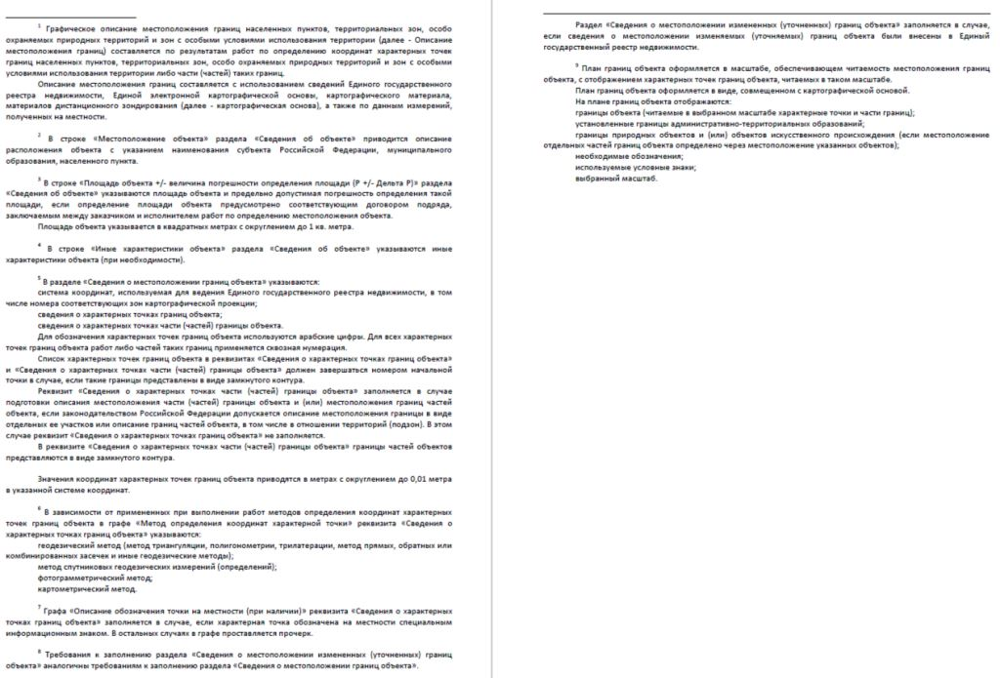 1 Графическое описание местоположения границ населенных пунктов, территориальных зон, особо
охраняемых природных территорий и зон с особыми условиями использования территории (далее - Описание
местоположения границ) составляется по результатам работ по определению координат характерных точек
границ населенных пунктов, территориальных зон, особо охраняемых природных территорий и зон с особыми
условиями использования территории либо части (частей) таких границ.
Описание местоположения границ составляется с использованием сведений Единого государственного
реестра недвижимости, Единой электронной картографической основы, картографического материала,
материалов дистанционного зондирования (далее - картографическая основа), а также по данным измерений,
полученных на местности.
2 В строке «Местоположение объекта» раздела «Сведения об объекте» приводится описание
расположения объекта с указанием наименования субъекта Российской Федерации, муниципального
образования, населенного пункта.
3 В строке «Площадь объекта +/- величина погрешности определения площади (P +/- Дельта P)» раздела
«Сведения об объекте» указываются площадь объекта и предельно допустимая погрешность определения такой
площади, если определение площади объекта предусмотрено соответствующим договором подряда,
заключаемым между заказчиком и исполнителем работ по определению местоположения объекта.
Площадь объекта указывается в квадратных метрах с округлением до 1 кв. метра.
4 В строке «Иные характеристики объекта» раздела «Сведения об объекте» указываются иные
характеристики объекта (при необходимости).
5 В разделе «Сведения о местоположении границ объекта» указываются:
система координат, используемая для ведения Единого государственного реестра недвижимости, в том
числе номера соответствующих зон картографической проекции;
сведения о характерных точках границ объекта;
сведения о характерных точках части (частей) границы объекта.
Для обозначения характерных точек границ объекта используются арабские цифры. Для всех характерных
точек границ объекта работ либо частей таких границ применяется сквозная нумерация.
Список характерных точек границ объекта в реквизитах «Сведения о характерных точках границ объекта»
и «Сведения о характерных точках части (частей) границы объекта» должен завершаться номером начальной
точки в случае, если такие границы представлены в виде замкнутого контура.
Реквизит «Сведения о характерных точках части (частей) границы объекта» заполняется в случае
подготовки описания местоположения части (частей) границы объекта и (или) местоположения границ частей
объекта, если законодательством Российской Федерации допускается описание местоположения границы в виде
отдельных ее участков или описание границ частей объекта, в том числе в отношении территорий (подзон). В этом
случае реквизит «Сведения о характерных точках границ объекта» не заполняется.
В реквизите «Сведения о характерных точках части (частей) границы объекта» границы частей объектов
представляются в виде замкнутого контура.
Значения координат характерных точек границ объекта приводятся в метрах с округлением до 0,01 метра
в указанной системе координат.
6 В зависимости от примененных при выполнении работ методов определения координат характерных
точек границ объекта в графе «Метод определения координат характерной точки» реквизита «Сведения о
характерных точках границ объекта» указываются:
геодезический метод (метод триангуляции, полигонометрии, трилатерации, метод прямых, обратных или
комбинированных засечек и иные геодезические методы);
метод спутниковых геодезических измерений (определений);
фотограмметрический метод;
картометрический метод.
7 Графа «Описание обозначения точки на местности (при наличии)» реквизита «Сведения о характерных
точках границ объекта» заполняется в случае, если характерная точка обозначена на местности специальным
информационным знаком. В остальных случаях в графе проставляется прочерк.
8 Требования к заполнению раздела «Сведения о местоположении измененных (уточненных) границ
объекта» аналогичны требованиям к заполнению раздела «Сведения о местоположении границ объекта».
Раздел «Сведения о местоположении измененных (уточненных) границ объекта» заполняется в случае,
если сведения о местоположении изменяемых (уточняемых) границ объекта были внесены в Единый
государственный реестр недвижимости.
9 План границ объекта оформляется в масштабе, обеспечивающем читаемость местоположения границ
объекта, с отображением характерных точек границ объекта, читаемых в таком масштабе.
План границ объекта оформляется в виде, совмещенном с картографической основой.
На плане границ объекта отображаются:
границы объекта (читаемые в выбранном масштабе характерные точки и части границ);
установленные границы административно-территориальных образований;
границы природных объектов и (или) объектов искусственного происхождения (если местоположение
отдельных частей границ объекта определено через местоположение указанных объектов);
необходимые обозначения;
используемые условные знаки;
выбранный масштаб.